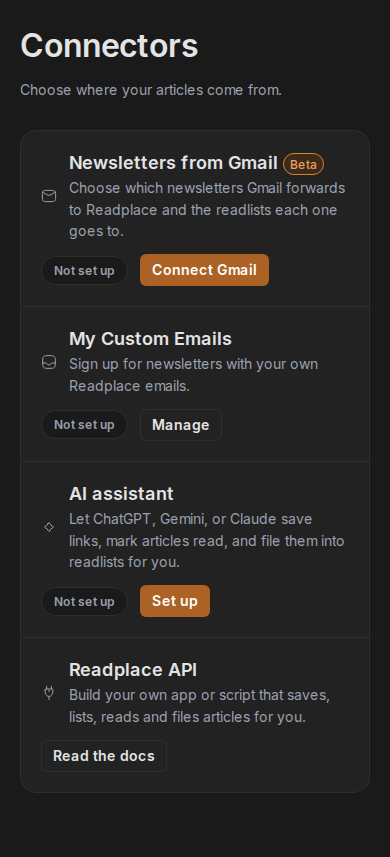 Connectors
Choose where your articles come from.
Newsletters from Gmail Beta
Choose which newsletters Gmail forwards
to Readplace and the readlists each one
goes to.
Not set up Connect Gmail
My Custom Emails
Sign up for newsletters with your own
Readplace emails.
Not set up Manage
AI assistant
Let ChatGPT, Gemini, or Claude save
links, mark articles read, and file them into
readlists for you.
Not set up Set up
Readplace API
Build your own app or script that saves,
lists, reads and files articles for you.
Read the docs